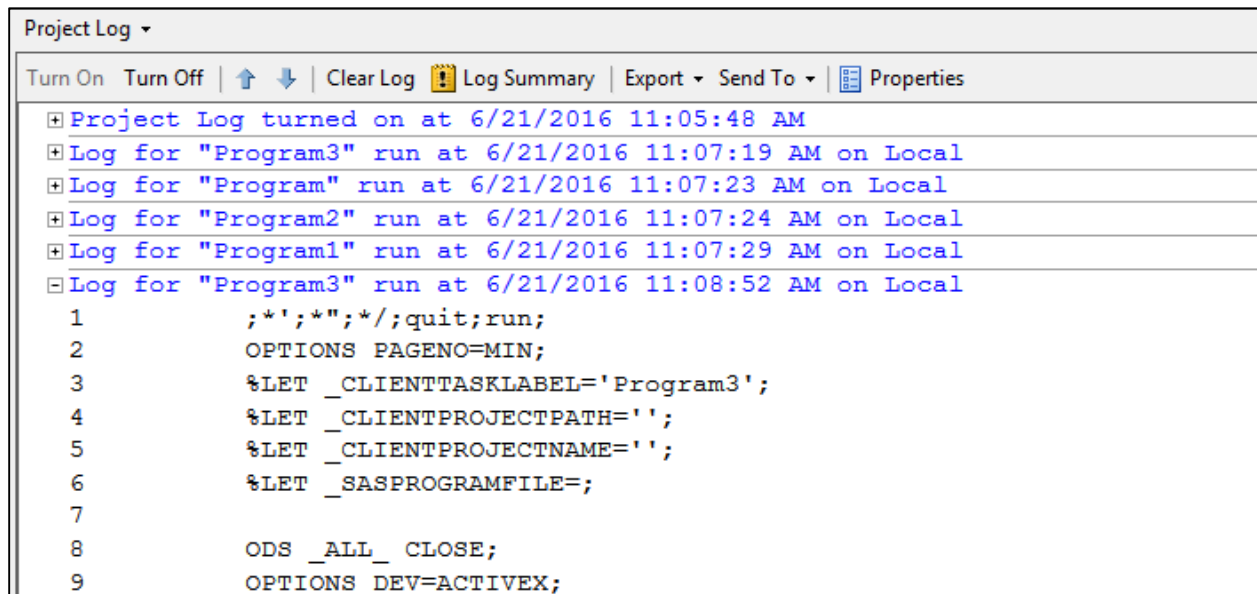 Project Log
Turn On Turn Off Clear Log Log Summary Export Send To Properties
Project Log turned on at 6/21/2016 11:05:48 AM
Log for "Program3" run at 6/21/2016 11:07:19 AM on Local
Log for "Program" run at 6/21/2016 11:07:23 AM on Local
Log for "Program2" run at 6/21/2016 11:07:24 AM on Local
Log for "Program1" run at 6/21/2016 11:07:29 AM on Local
Log for "Program3" run at 6/21/2016 11:08:52 AM on Local
1 ;*';*";*/;quit;run;
2 OPTIONS PAGENO=MIN;
3 %LET _CLIENTTASKLABEL='Program3';
4 %LET _CLIENTPROJECTPATH='';
5 %LET _CLIENTPROJECTNAME='';
6 %LET _SASPROGRAMFILE=;
7
8 ODS _ALL_ CLOSE;
9 OPTIONS DEV=ACTIVEX;